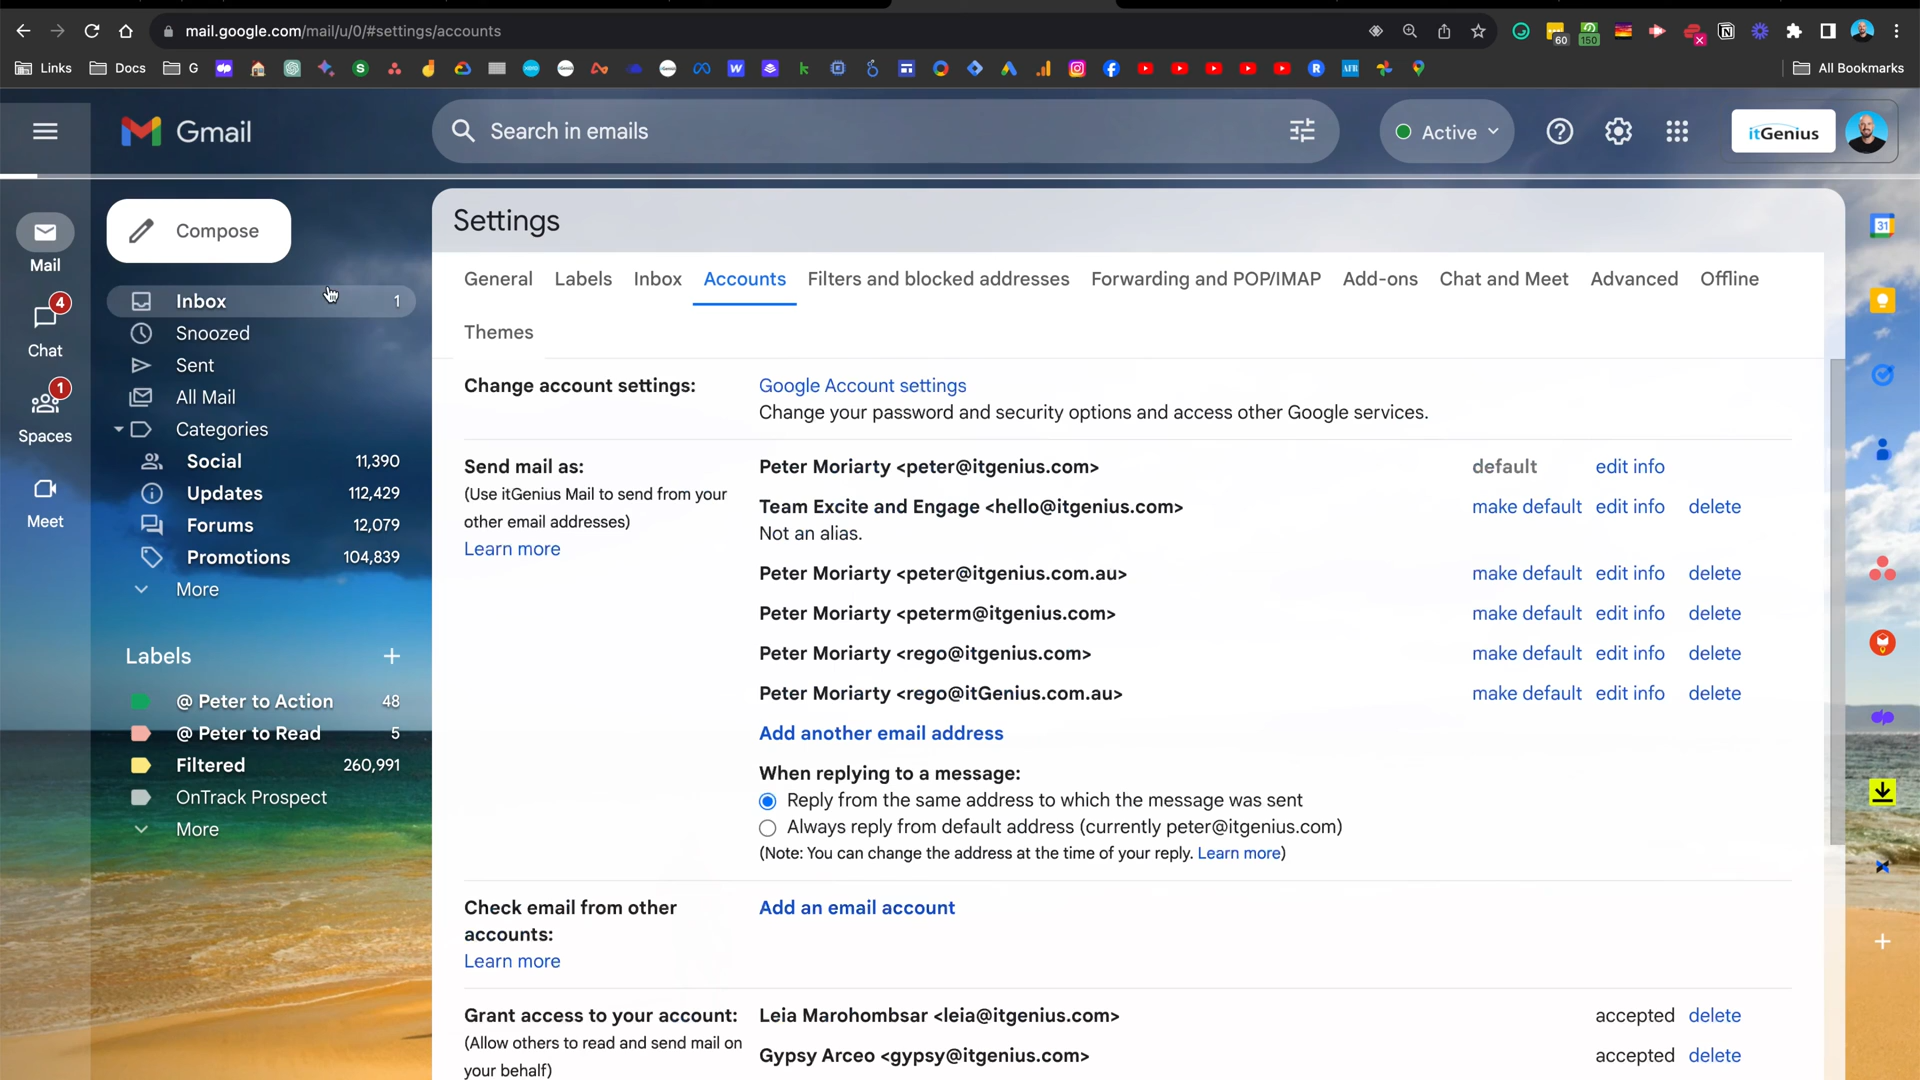 mail.google.com/mail/u/0/#settings/accounts
60
150
Links
Docs
G
All Bookmarks
Gmail
Search in emails
Active
itGenius
Compose
Mail
4
Chat
1
Spaces
Meet
Inbox 1
Snoozed
Sent
All Mail
Categories
Social 11,390
Updates 112,429
Forums 12,079
Promotions 104,839
More
Labels
@ Peter to Action 48
@ Peter to Read 5
Filtered 260,991
OnTrack Prospect
More
Settings
General Labels Inbox Accounts Filters and blocked addresses Forwarding and POP/IMAP Add-ons Chat and Meet Advanced Offline
Themes
Change account settings:
Google Account settings
Change your password and security options and access other Google services.
Send mail as:
(Use itGenius Mail to send from your
other email addresses)
Learn more
Peter Moriarty <peter@itgenius.com> default edit info
Team Excite and Engage <hello@itgenius.com> make default edit info delete
Not an alias.
Peter Moriarty <peter@itgenius.com.au> make default edit info delete
Peter Moriarty <peterm@itgenius.com> make default edit info delete
Peter Moriarty <rego@itgenius.com> make default edit info delete
Peter Moriarty <rego@itGenius.com.au> make default edit info delete
Add another email address
When replying to a message:
Reply from the same address to which the message was sent
Always reply from default address (currently peter@itgenius.com)
(Note: You can change the address at the time of your reply. Learn more)
Check email from other
accounts:
Learn more
Add an email account
Grant access to your account:
(Allow others to read and send mail on
your behalf)
Leia Marohombsar <leia@itgenius.com> accepted delete
Gypsy Arceo <gypsy@itgenius.com> accepted delete
31